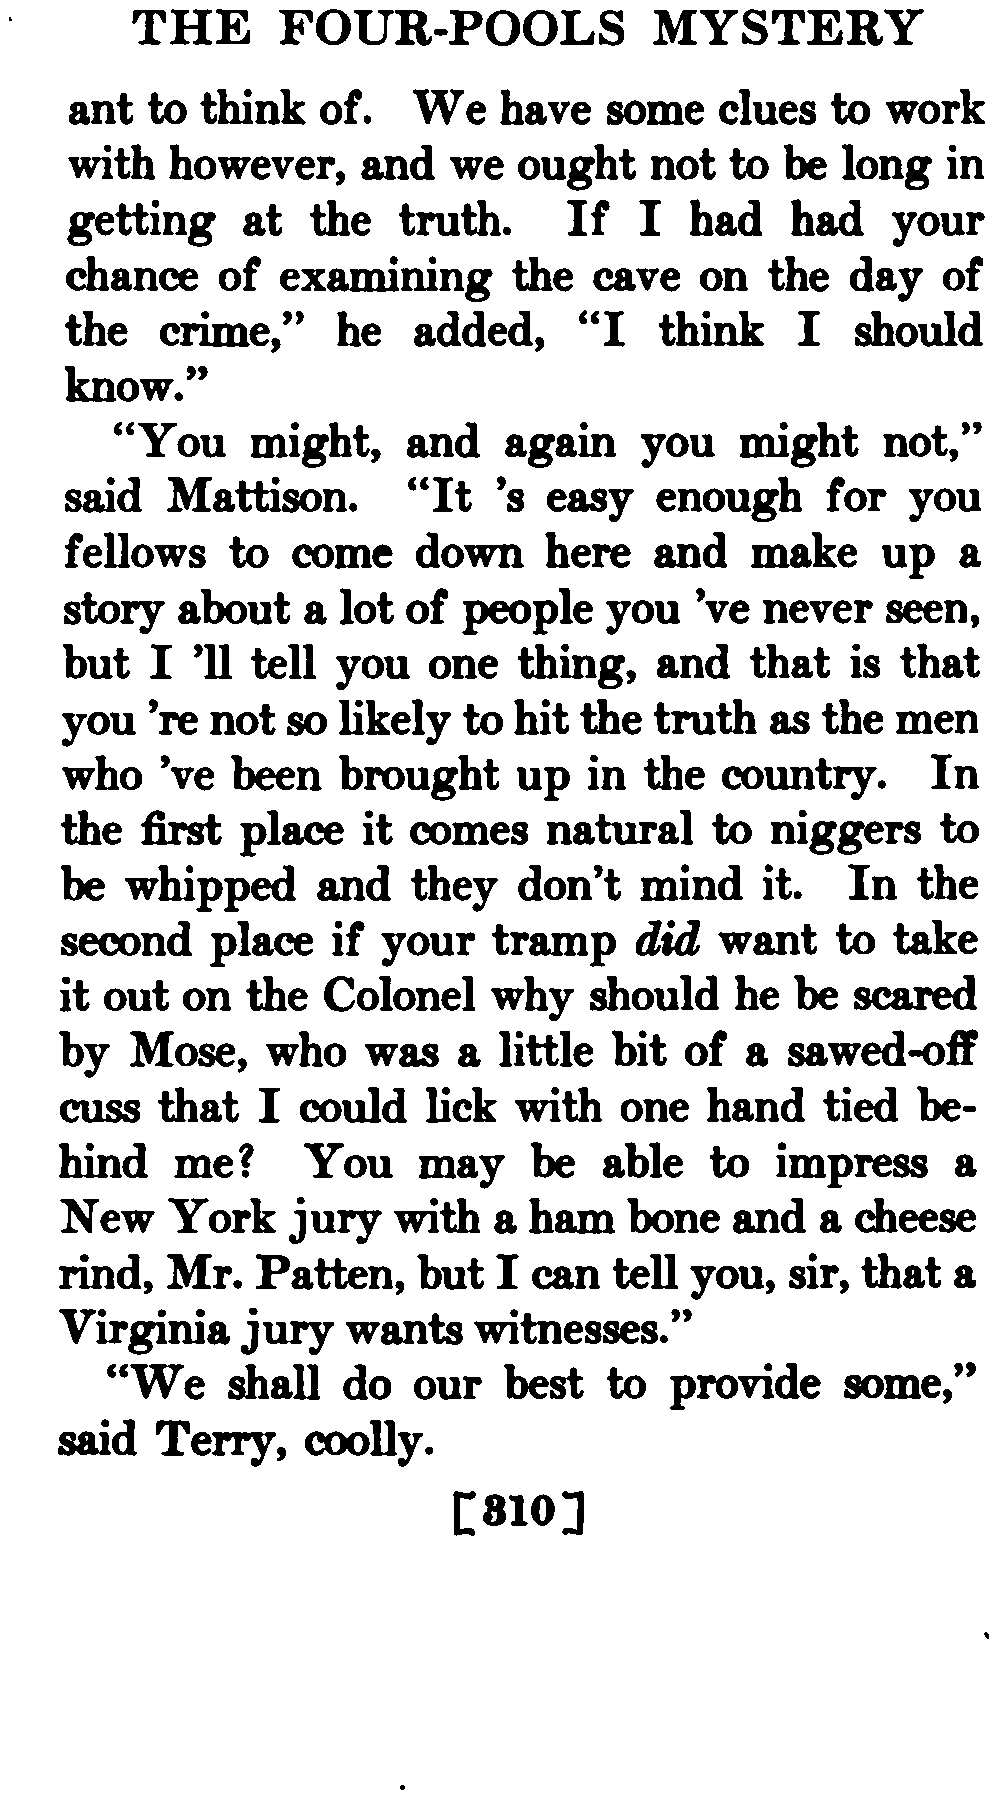 THE FOUR-POOLS MYSTERY
ant to think of. We have some clues to work
with however, and we ought not to be long in
getting at the truth. If I had had your
chance of examining the cave on the day of
the crime,” he added, “I think I should
know.”
“You might, and again you might not,”
said Mattison. “It ’s easy enough for you
fellows to come down here and make up a
story about a lot of people you ’ve never seen,
but I ’ll tell you one thing, and that is that
you ’re not so likely to hit the truth as the men
who ’ve been brought up in the country. In
the first place it comes natural to niggers to
be whipped and they don’t mind it. In the
second place if your tramp did want to take
it out on the Colonel why should he be scared
by Mose, who was a little bit of a sawed-off
cuss that I could lick with one hand tied be-
hind me? You may be able to impress a
New York jury with a ham bone and a cheese
rind, Mr. Patten, but I can tell you, sir, that a
Virginia jury wants witnesses.”
“We shall do our best to provide some,”
said Terry, coolly.
[310]